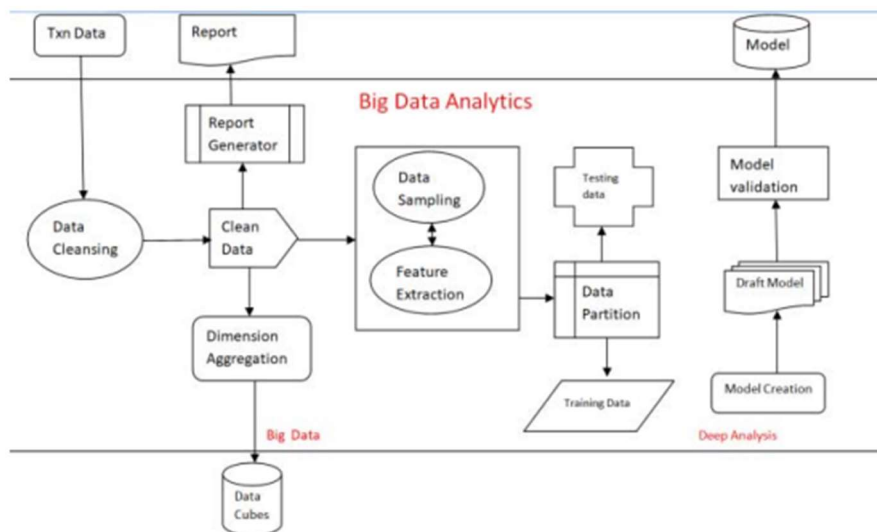 Txn Data
Report
Model
Big Data Analytics
Report
Generator
Data
Sampling
Testing
data
Model
validation
Data
Cleansing
Clean
Data
Feature
Extraction
Data
Partition
Draft Model
Dimension
Aggregation
Training Data
Model Creation
Big Data
Deep Analysis
Data
Cubes